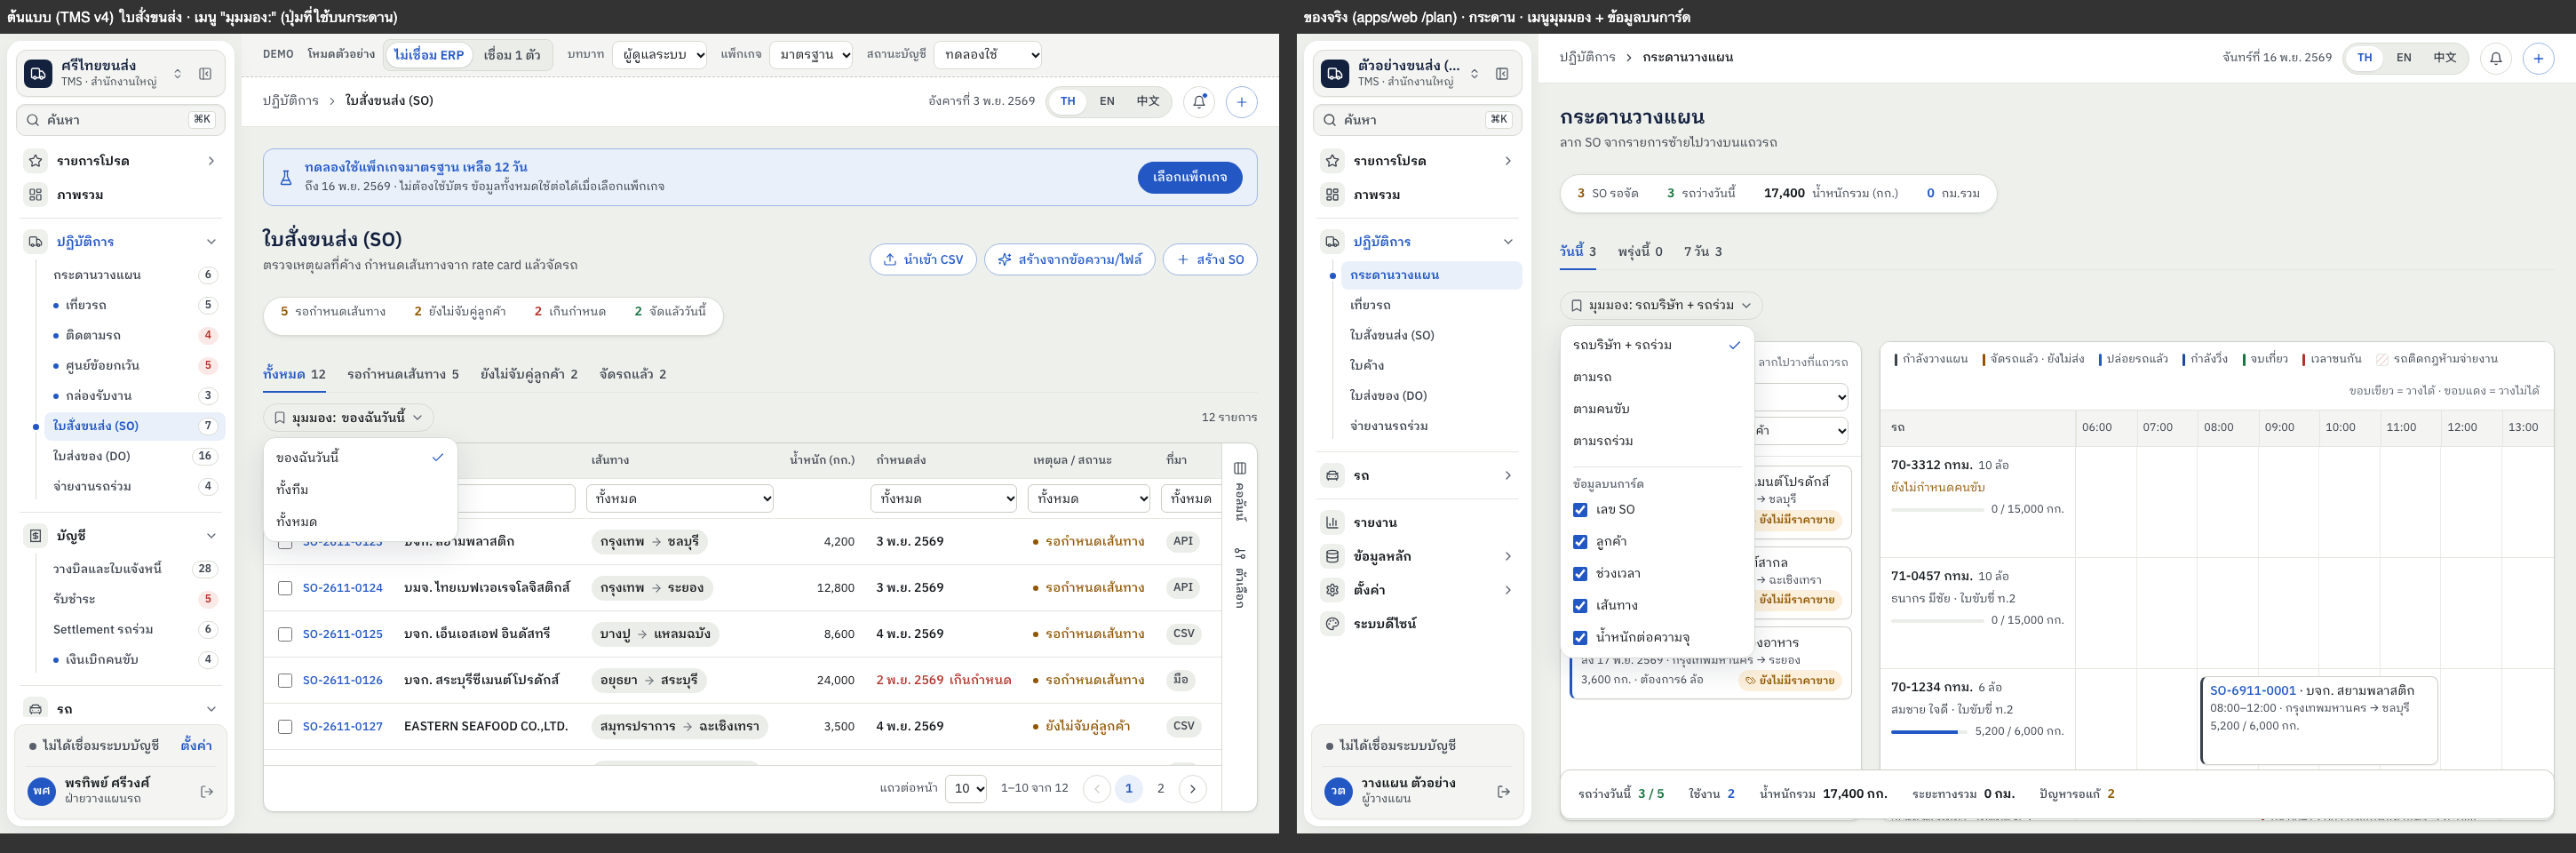 ต้นแบบ (TMS v4) ใบสั่งขนส่ง · เมนู "มุมมอง:" (ปุ่มที่ใช้บนกระดาน)
ศรีไทยขนส่ง
TMS · สำนักงานใหญ่
ค้นหา ⌘K
รายการโปรด
ภาพรวม
ปฏิบัติการ
กระดานวางแผน 6
เที่ยวรถ 5
ติดตามรถ 4
ศูนย์ข้อยกเว้น 5
กล่องรับงาน 3
ใบสั่งขนส่ง (SO) 7
ใบส่งของ (DO) 16
จ่ายงานรถร่วม 4
บัญชี
วางบิลและใบแจ้งหนี้ 28
รับชำระ 5
Settlement รถร่วม 6
เงินเบิกคนขับ 4
รถ
ไม่ได้เชื่อมระบบบัญชี ตั้งค่า
พศ พรทิพย์ ศรีวงศ์
ฝ่ายวางแผนรถ
DEMO โหมดตัวอย่าง ไม่เชื่อม ERP เชื่อม 1 ตัว บทบาท ผู้ดูแลระบบ แพ็กเกจ มาตรฐาน สถานะบัญชี ทดลองใช้
ปฏิบัติการ > ใบสั่งขนส่ง (SO) อังคารที่ 3 พ.ย. 2569 TH EN 中文
ทดลองใช้แพ็กเกจมาตรฐาน เหลือ 12 วัน
ถึง 16 พ.ย. 2569 · ไม่ต้องใช้บัตร ข้อมูลทั้งหมดใช้ต่อได้เมื่อเลือกแพ็กเกจ
เลือกแพ็กเกจ
ใบสั่งขนส่ง (SO)
ตรวจเหตุผลที่ค้าง กำหนดเส้นทางจาก rate card แล้วจัดรถ
นำเข้า CSV สร้างจากข้อความ/ไฟล์ + สร้าง SO
5 รอกำหนดเส้นทาง 2 ยังไม่จับคู่ลูกค้า 2 เกินกำหนด 2 จัดแล้ววันนี้
ทั้งหมด 12 รอกำหนดเส้นทาง 5 ยังไม่จับคู่ลูกค้า 2 จัดรถแล้ว 2
มุมมอง: ของฉันวันนี้ 12 รายการ
ของฉันวันนี้
ทั้งทีม
ทั้งหมด
เส้นทาง น้ำหนัก (กก.) กำหนดส่ง เหตุผล / สถานะ ที่มา
ทั้งหมด ทั้งหมด ทั้งหมด ทั้งหมด
คอลัมน์
ตัวเลือก
SO-2611-0123 บจก. สยามพลาสติก กรุงเทพ → ชลบุรี 4,200 3 พ.ย. 2569 รอกำหนดเส้นทาง API
SO-2611-0124 บมจ. ไทยเบฟเวอเรจโลจิสติกส์ กรุงเทพ → ระยอง 12,800 3 พ.ย. 2569 รอกำหนดเส้นทาง API
SO-2611-0125 บจก. เอ็นเอสเอฟ อินดัสทรี บางปู → แหลมฉบัง 8,600 4 พ.ย. 2569 รอกำหนดเส้นทาง CSV
SO-2611-0126 บจก. สระบุรีซีเมนต์โปรดักส์ อยุธยา → สระบุรี 24,000 2 พ.ย. 2569 เกินกำหนด รอกำหนดเส้นทาง มือ
SO-2611-0127 EASTERN SEAFOOD CO.,LTD. สมุทรปราการ → ฉะเชิงเทรา 3,500 4 พ.ย. 2569 ยังไม่จับคู่ลูกค้า CSV
แถวต่อหน้า 10 1–10 จาก 12 1 2
ของจริง (apps/web /plan) · กระดาน · เมนูมุมมอง + ข้อมูลบนการ์ด
ตัวอย่างขนส่ง (...
TMS · สำนักงานใหญ่
ค้นหา ⌘K
รายการโปรด
ภาพรวม
ปฏิบัติการ
กระดานวางแผน
เที่ยวรถ
ใบสั่งขนส่ง (SO)
ใบค้าง
ใบส่งของ (DO)
จ่ายงานรถร่วม
รถ
รายงาน
ข้อมูลหลัก
ตั้งค่า
ระบบดีไซน์
ไม่ได้เชื่อมระบบบัญชี
วต วางแผน ตัวอย่าง
ผู้วางแผน
ปฏิบัติการ > กระดานวางแผน จันทร์ที่ 16 พ.ย. 2569 TH EN 中文
กระดานวางแผน
ลาก SO จากรายการซ้ายไปวางบนแถวรถ
3 SO รอจัด 3 รถว่างวันนี้ 17,400 น้ำหนักรวม (กก.) 0 กม.รวม
วันนี้ 3 พรุ่งนี้ 0 7 วัน 3
มุมมอง: รถบริษัท + รถร่วม
รถบริษัท + รถร่วม
ตามรถ
ตามคนขับ
ตามรถร่วม
ข้อมูลบนการ์ด
เลข SO
ลูกค้า
ช่วงเวลา
เส้นทาง
น้ำหนักต่อความจุ
ลากไปวางที่แถวรถ
→ ชลบุรี
ยังไม่มีราคาขาย
→ ฉะเชิงเทรา
ยังไม่มีราคาขาย
ส่ง 17 พ.ย. 2569 · กรุงเทพมหานคร → ระยอง
3,600 กก. · ต้องการ6 ล้อ ยังไม่มีราคาขาย
กำลังวางแผน จัดรถแล้ว · ยังไม่ส่ง ปล่อยรถแล้ว กำลังวิ่ง จบเที่ยว เวลาชนกัน รถติดกฎห้ามจ่ายงาน
ขอบเขียว = วางได้ · ขอบแดง = วางไม่ได้
รถ 06:00 07:00 08:00 09:00 10:00 11:00 12:00 13:00
70-3312 กทม. 10 ล้อ
ยังไม่กำหนดคนขับ
0 / 15,000 กก.
71-0457 กทม. 10 ล้อ
ธนากร มีชัย · ใบขับขี่ ท.2
0 / 15,000 กก.
70-1234 กทม. 6 ล้อ
สมชาย ใจดี · ใบขับขี่ ท.2
5,200 / 6,000 กก.
SO-6911-0001 · บจก. สยามพลาสติก
08:00–12:00 · กรุงเทพมหานคร → ชลบุรี
5,200 / 6,000 กก.
รถว่างวันนี้ 3 / 5 ใช้งาน 2 น้ำหนักรวม 17,400 กก. ระยะทางรวม 0 กม. ปัญหารอแก้ 2